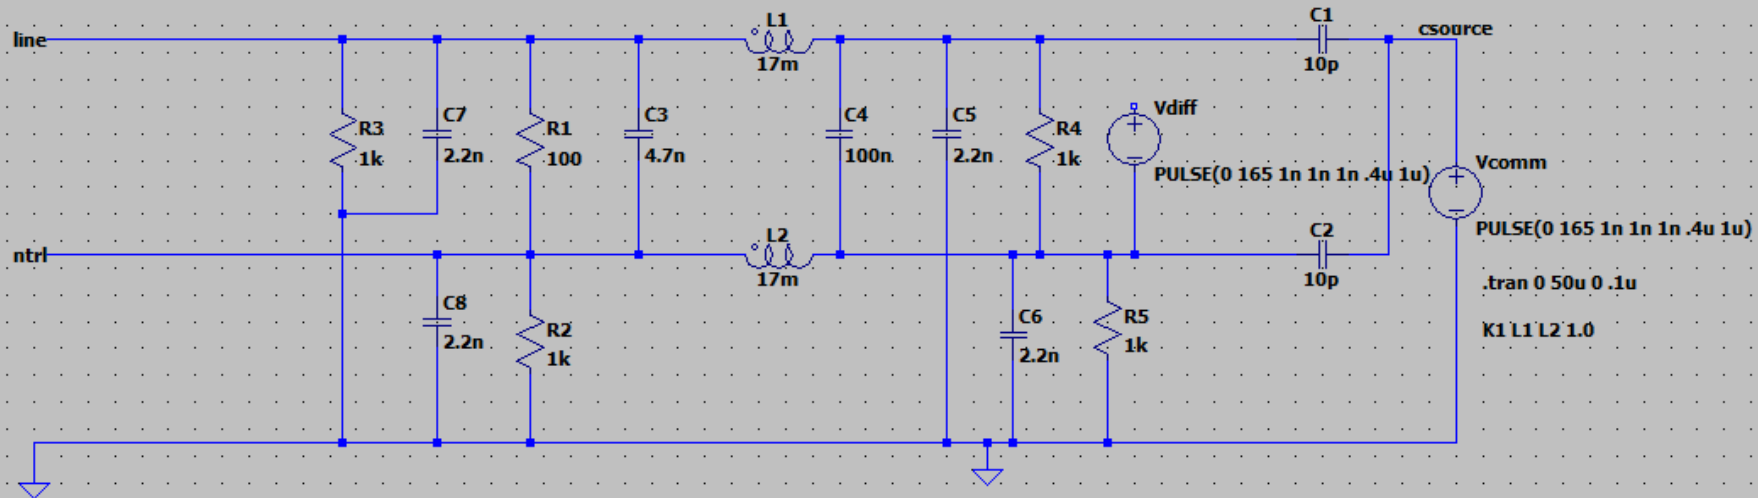 line
L1
17m
C1
10p
csource
R3
1k
C7
2.2n
R1
100
C3
4.7n
C4
100n
C5
2.2n
R4
1k
Vdiff
PULSE(0 165 1n 1n 1n .4u 1u)
Vcomm
PULSE(0 165 1n 1n 1n .4u 1u)
ntrl
L2
17m
C2
10p
.tran 0 50u 0 .1u
C8
2.2n
R2
1k
C6
2.2n
R5
1k
K1 L1 L2 1.0